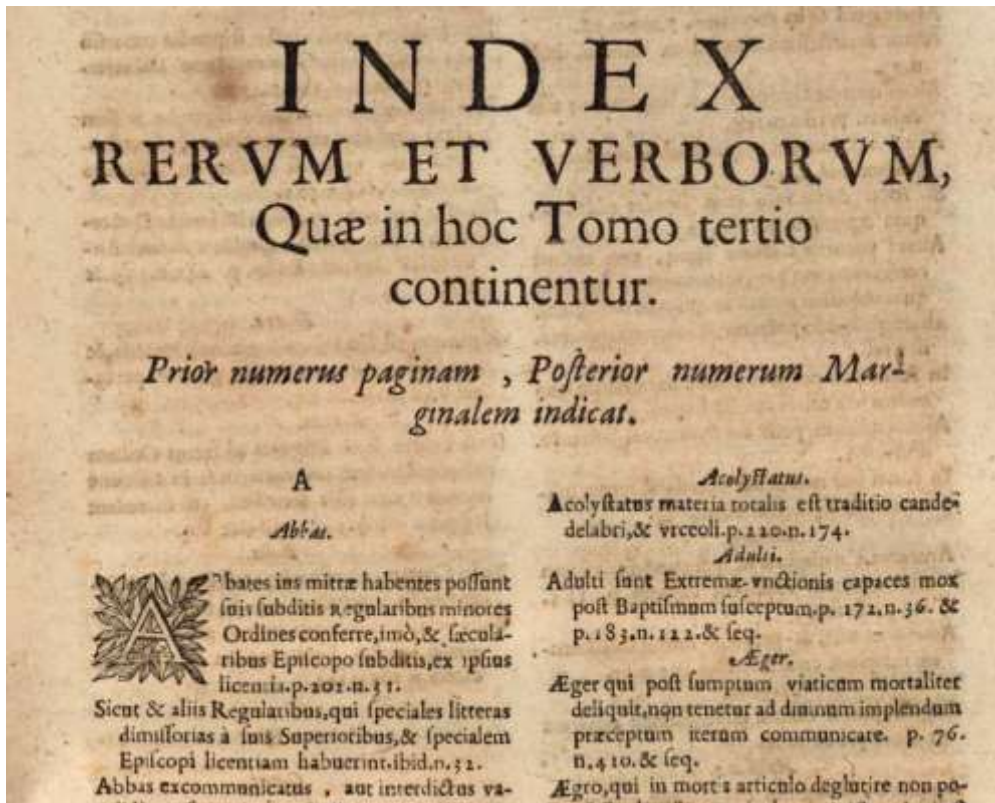 INDEX
RERVM ET VERBORVM,
Quæ in hoc Tomo tertio
continentur.
Prior numerus paginam , Poſterior numerum Mar-
ginalem indicat.
A
Abbas.
Abates ius mitræ habentes poſſunt
ſuis ſubditis Regularibus minores
Ordines conferre, imò, & ſæcula-
ribus Epiſcopo ſubditis, ex ipſius
licentia.p.202.n.31.
Sicut & aliis Regularibus, qui ſpeciales litteras
dimiſſorias à ſuis Superioribus, & ſpecialem
Epiſcopi licentiam habuerint.ibid.n.32.
Abbas excommunicatus , aut interdictus va-
Acolyſtatus.
Acolyſtatus materia totalis eſt traditio cande-
delabri, & vrceoli.p.220.n.174.
Adulti.
Adulti ſunt Extremæ-vnctionis capaces mox
poſt Baptiſmum ſuſceptum.p. 172.n.36. &
p.183.n.122.& ſeq.
Æger.
Æger qui poſt ſumptum viaticum mortaliter
deliquit, non tenetur ad diuinum implendum
præceptum iterum communicare. p. 76.
n.410.& ſeq.
Ægro, qui in mortis articulo deglutire non po-